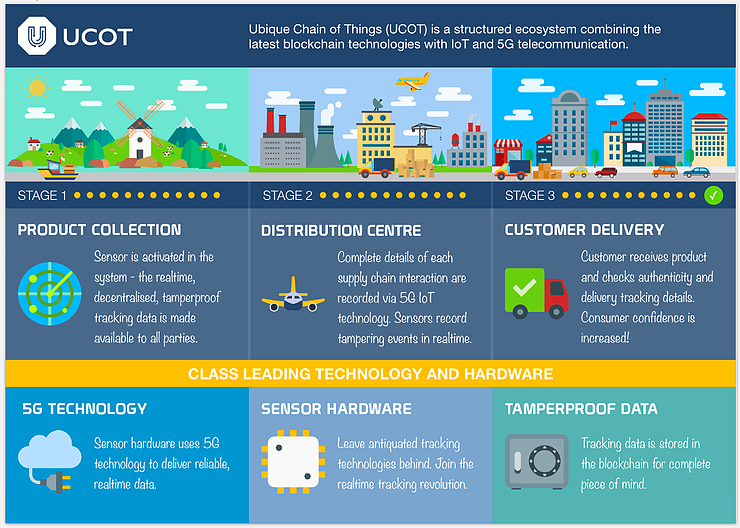 UCOT
Ubique Chain of Things (UCOT) is a structured ecosystem combining the
latest blockchain technologies with IoT and 5G telecommunication.
STAGE 1
STAGE 2
STAGE 3
PRODUCT COLLECTION
Sensor is activated in the
system - the realtime,
decentralised, tamperproof
tracking data is made
available to all parties.
DISTRIBUTION CENTRE
Complete details of each
supply chain interaction are
recorded via 5G IoT
technology. Sensors record
tampering events in realtime.
CUSTOMER DELIVERY
Customer receives product
and checks authenticity and
delivery tracking details.
Consumer confidence is
increased!
CLASS LEADING TECHNOLOGY AND HARDWARE
5G TECHNOLOGY
Sensor hardware uses 5G
technology to deliver reliable,
realtime data.
SENSOR HARDWARE
Leave antiquated tracking
technologies behind. Join the
realtime tracking revolution.
TAMPERPROOF DATA
Tracking data is stored in
the blockchain for complete
piece of mind.